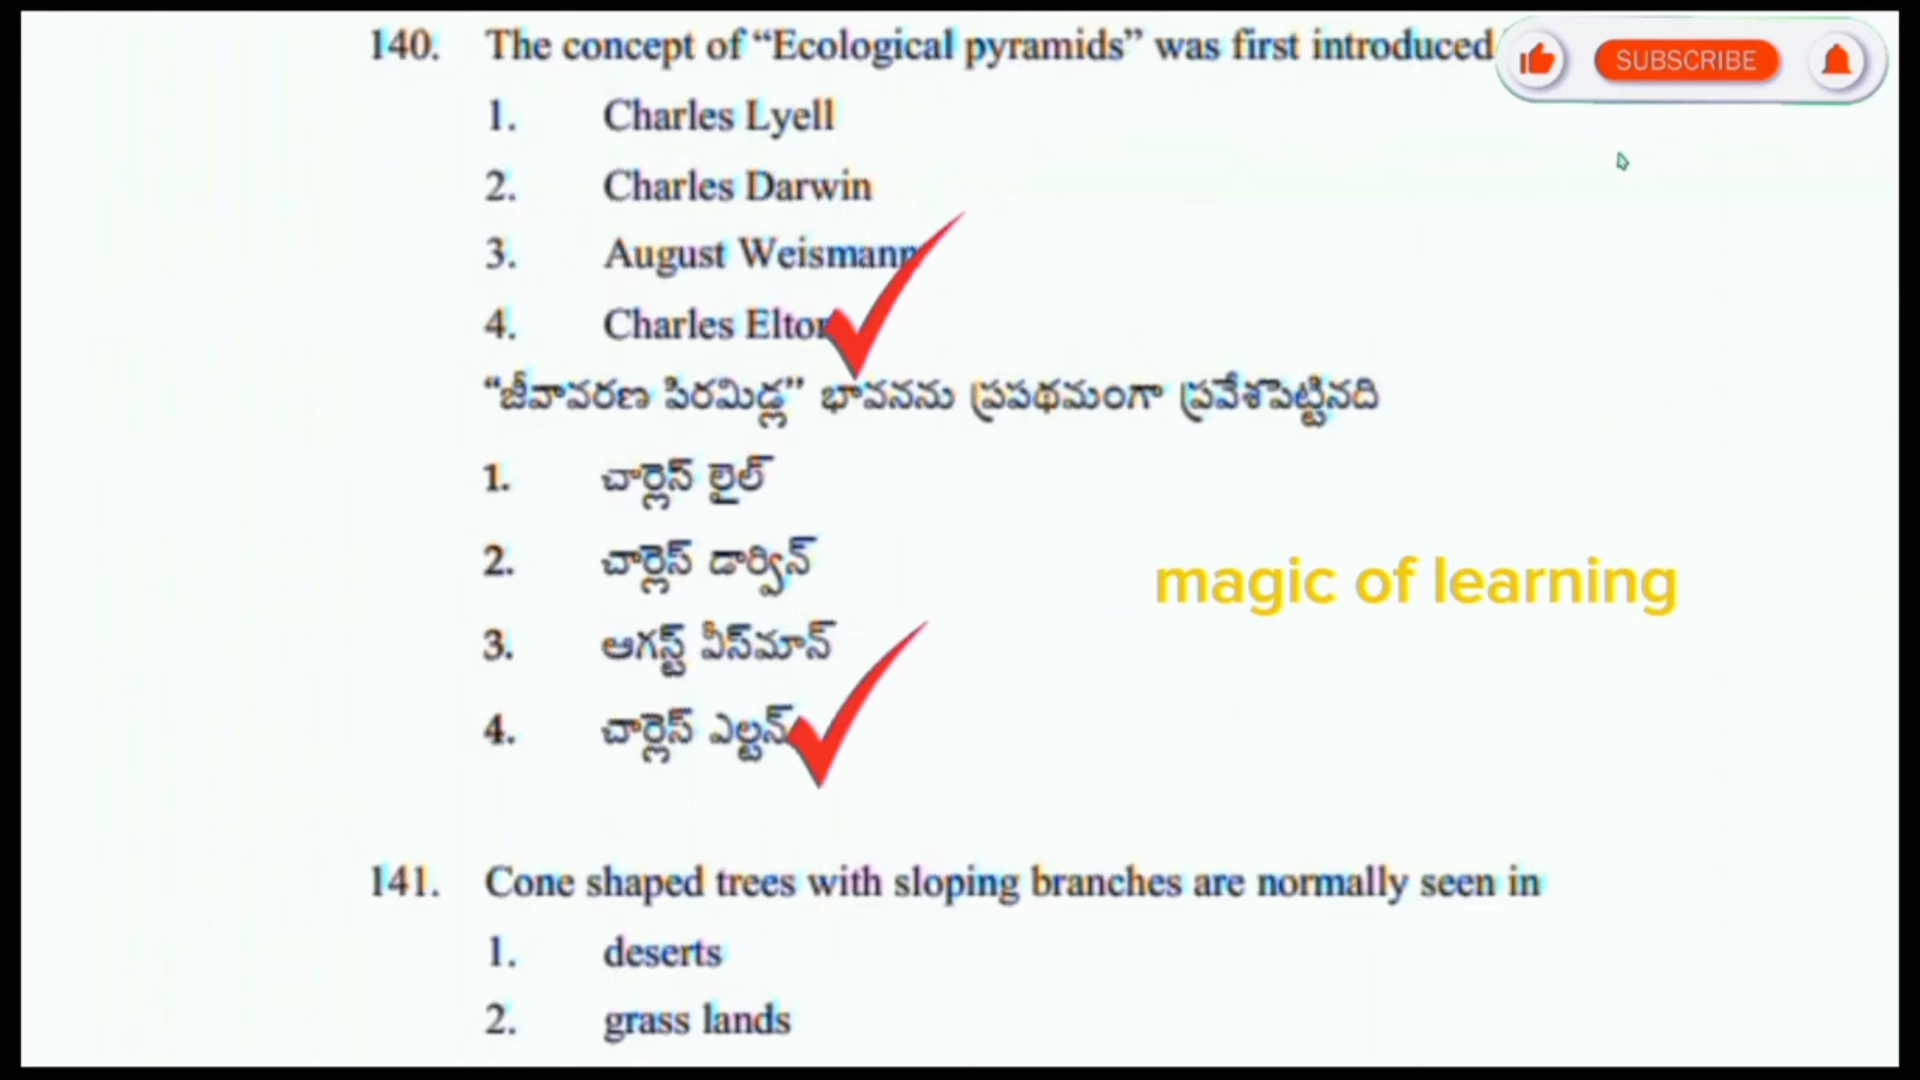 140. The concept of “Ecological pyramids” was first introduced
SUBSCRIBE
1. Charles Lyell
2. Charles Darwin
3. August Weismann
4. Charles Elton
“జీవావరణ పిరమిడ్ల” భావనను ప్రపథమంగా ప్రవేశపెట్టినది
1. చార్లెస్ లైల్
2. చార్లెస్ డార్విన్
magic of learning
3. ఆగస్ట్ వీస్‌మాన్
4. చార్లెస్ ఎల్టన్
141. Cone shaped trees with sloping branches are normally seen in
1. deserts
2. grass lands